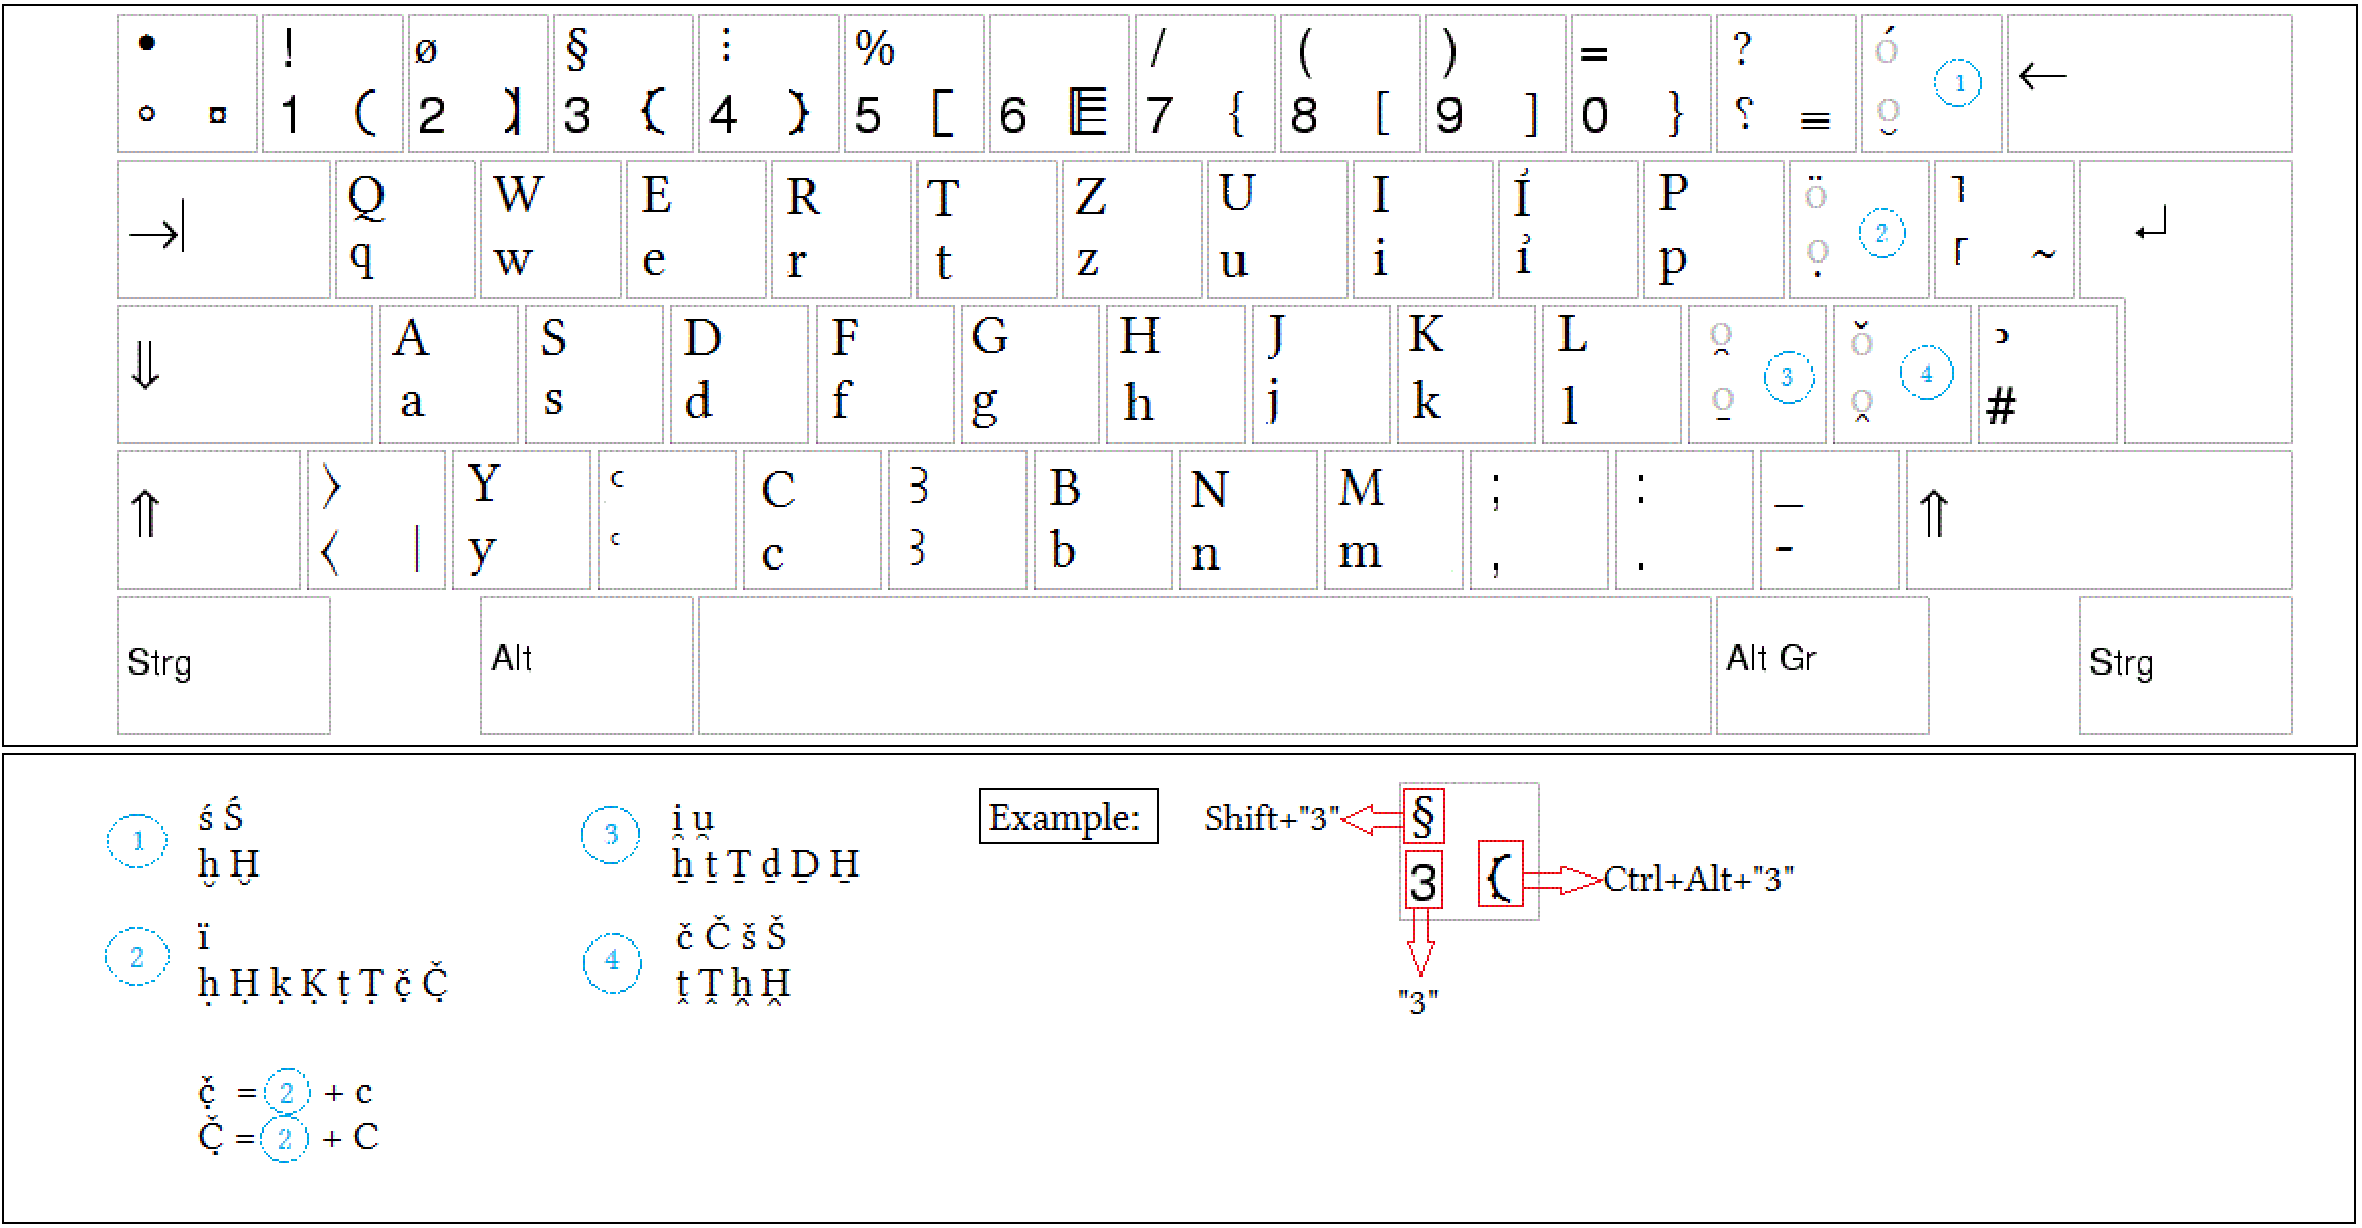 • ! ø § ⁝ % / ( ) = ? ó 1
° ¤ 1 ( 2 3 4 5 [ 6 7 { 8 [ 9 ] 0 } ⸮ ≡ o̮ ←
→| Q W E R T Z U I Ỉ P ö 2 ˥
q w e r t z u i ỉ p ọ ⸢ ~ ↵
⇓ A S D F G H J K L o̯ 3 ǒ 4 ʾ
a s d f g h j k l o̱ o̭ #
⇑ 〉 Y ʿ C Ꜣ B N M ; : _ ⇑
〈 | y ʿ c ꜣ b n m , . -
Strg Alt Alt Gr Strg
1 ś Ś
ḫ Ḫ
2 ï
ḥ Ḥ ḳ Ḳ ṭ Ṭ č̣ Č̣
č̣ = 2 + c
Č̣ = 2 + C
3 i̯ u̯
ẖ ṯ Ṯ ḏ Ḏ H̱
4 č Č š Š
ṱ Ṱ h̭ H̭
Example: Shift+"3" §
3 Ctrl+Alt+"3"
"3"